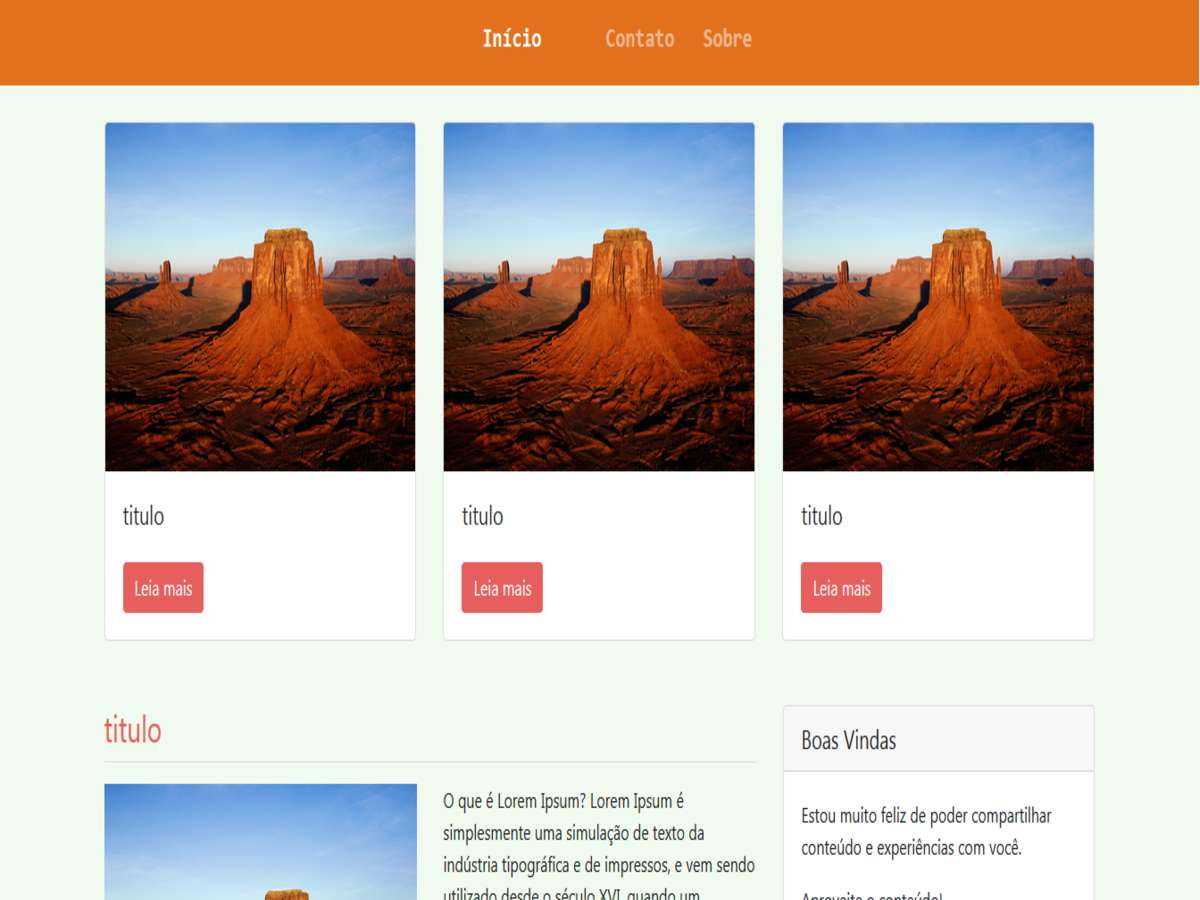 Início Contato Sobre
titulo titulo titulo
Leia mais Leia mais Leia mais
titulo
O que é Lorem Ipsum? Lorem Ipsum é
simplesmente uma simulação de texto da
indústria tipográfica e de impressos, e vem sendo
utilizado desde o século XVI, quando um
Boas Vindas
Estou muito feliz de poder compartilhar
conteúdo e experiências com você.
Aproveite o conteúdo!